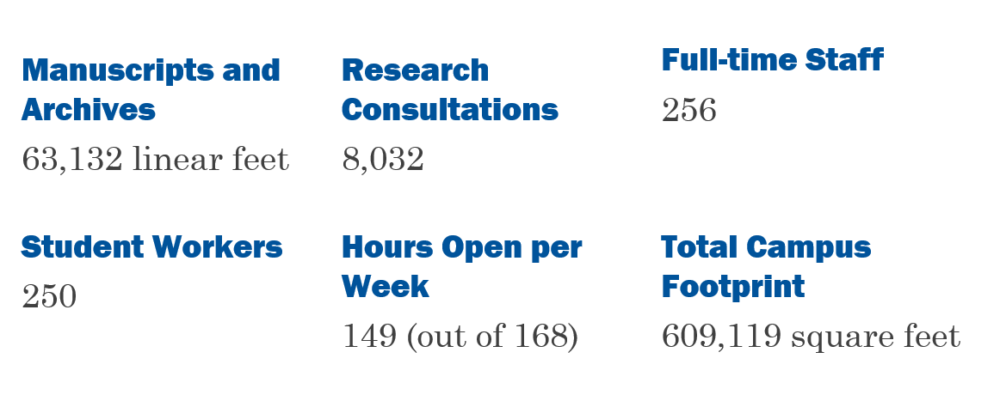 Manuscripts and
Archives
63,132 linear feet
Research
Consultations
8,032
Full-time Staff
256
Student Workers
250
Hours Open per
Week
149 (out of 168)
Total Campus
Footprint
609,119 square feet